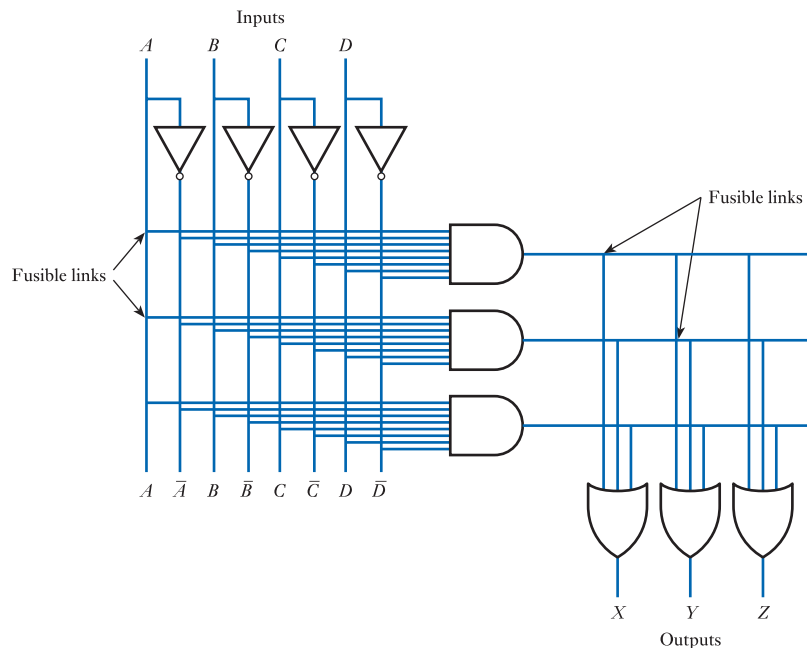 Inputs
A B C D
Fusible links
Fusible links
A A̅ B B̅ C C̅ D D̅
X Y Z
Outputs